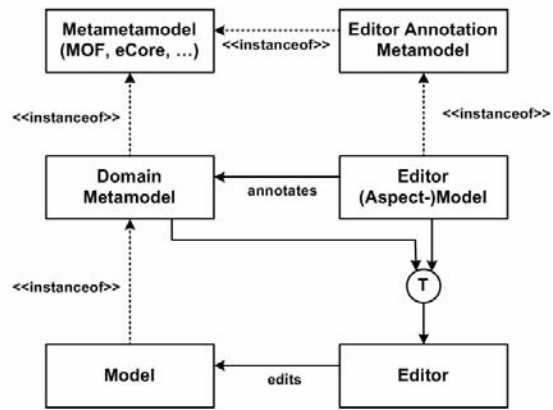 Metametamodel
(MOF, eCore, …)
<<instanceof>>
Editor Annotation
Metamodel
<<instanceof>>
<<instanceof>>
Domain
Metamodel
annotates
Editor
(Aspect-)Model
<<instanceof>>
T
Model
edits
Editor